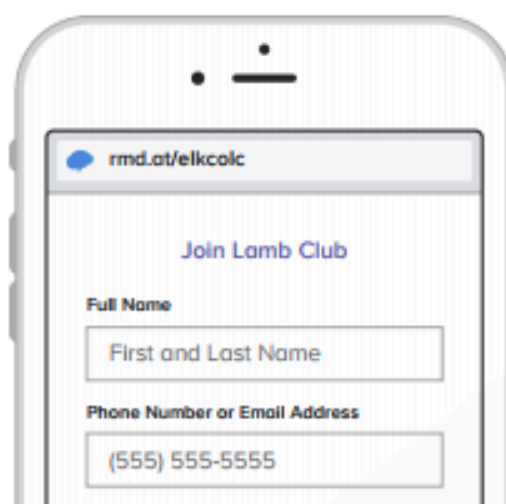 rmd.at/elkcolc
Join Lamb Club
Full Name
First and Last Name
Phone Number or Email Address
(555) 555-5555